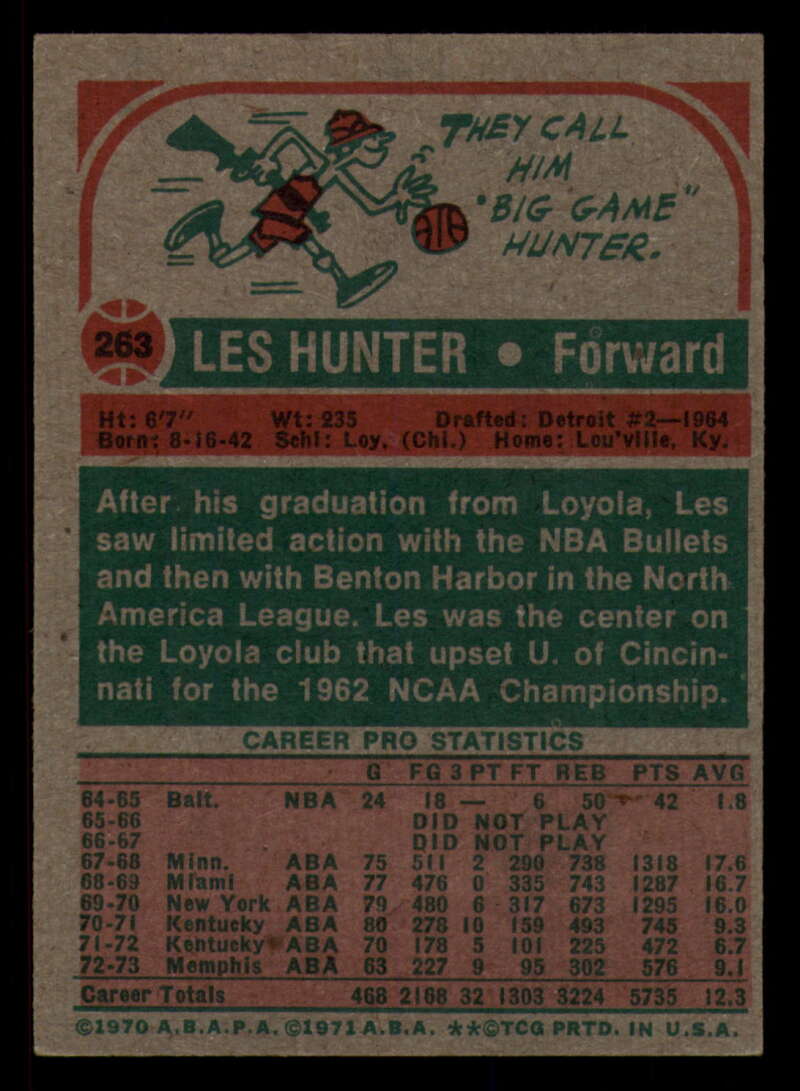 THEY CALL
HIM
"BIG GAME"
HUNTER.
263 LES HUNTER • Forward
Ht: 6'7" Wt: 235 Drafted: Detroit #2—1964
Born: 8-16-42 Schl: Loy. (Chi.) Home: Lou'ville, Ky.
After his graduation from Loyola, Les
saw limited action with the NBA Bullets
and then with Benton Harbor in the North
America League. Les was the center on
the Loyola club that upset U. of Cincin-
nati for the 1962 NCAA Championship.
CAREER PRO STATISTICS
G FG 3 PT FT REB PTS AVG
64-65 Balt. NBA 24 18 — 6 50 42 1.8
65-66 DID NOT PLAY
66-67 DID NOT PLAY
67-68 Minn. ABA 75 511 2 290 738 1318 17.6
68-69 Miami ABA 77 476 0 335 743 1287 16.7
69-70 New York ABA 79 480 6 317 673 1295 16.0
70-71 Kentucky ABA 80 278 10 159 493 745 9.3
71-72 Kentucky ABA 70 178 5 101 225 472 6.7
72-73 Memphis ABA 63 227 9 95 302 576 9.1
Career Totals 468 2168 32 1303 3224 5735 12.3
©1970 A.B.A.P.A. ©1971 A.B.A. **©TCG PRTD. IN U.S.A.